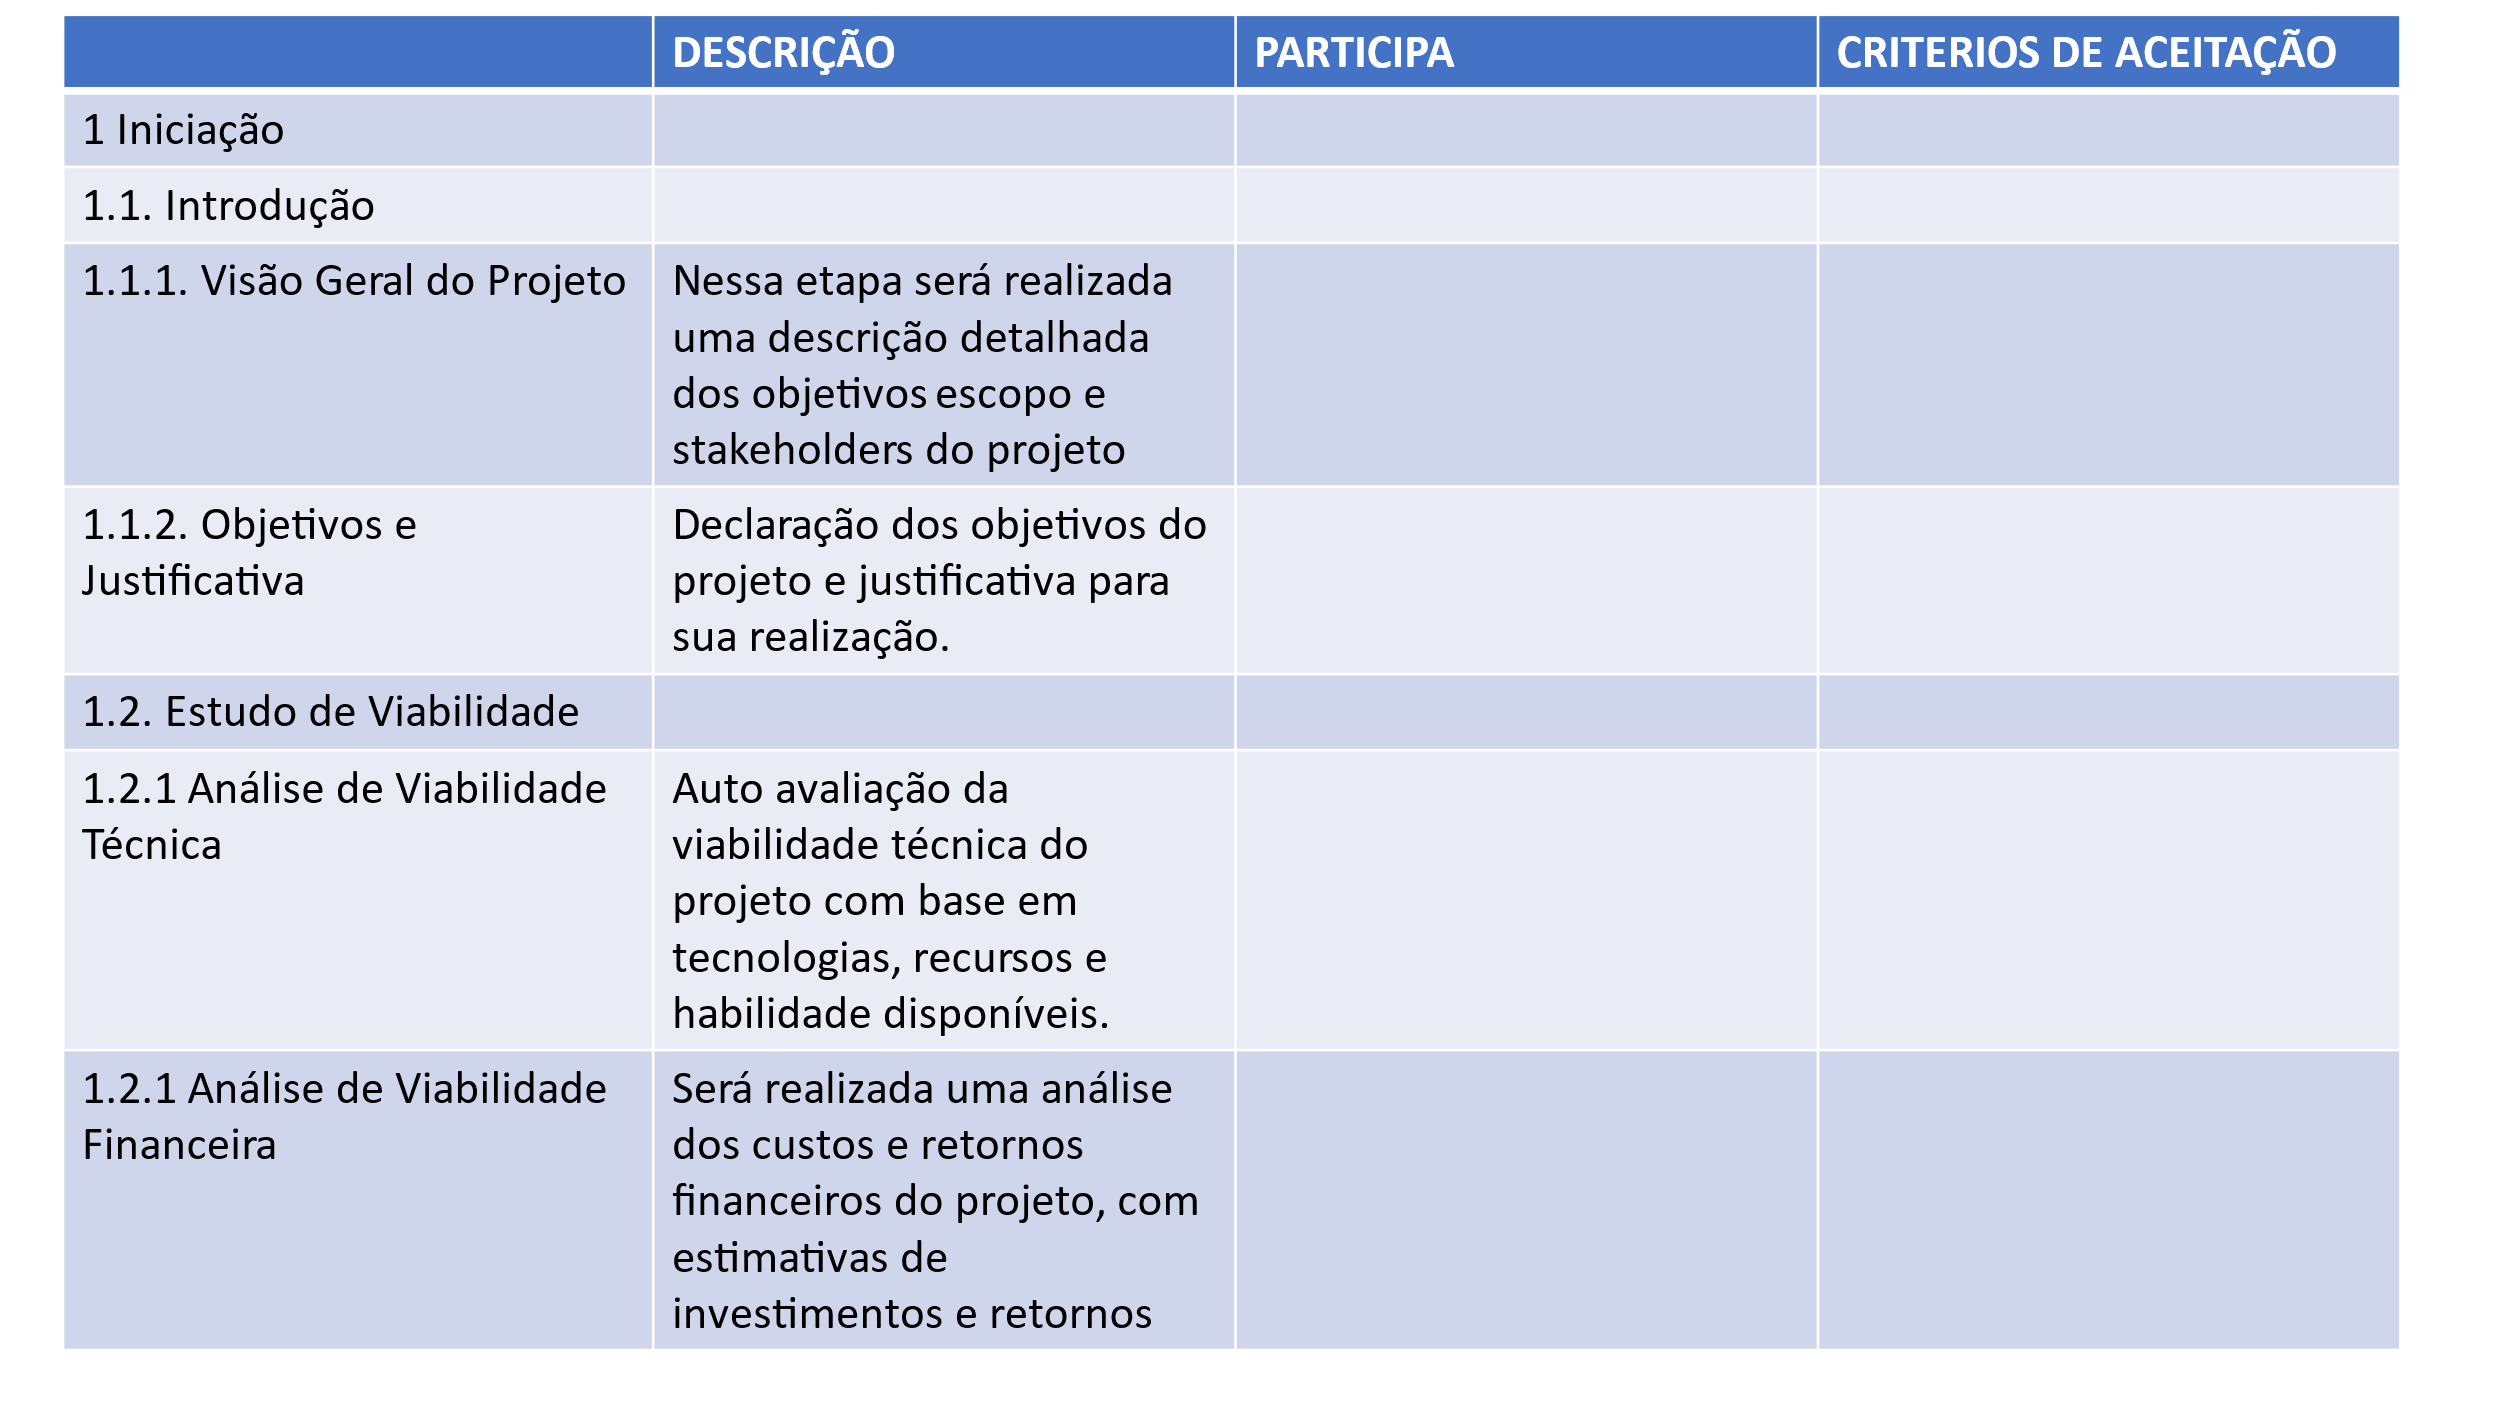 DESCRIÇÃO PARTICIPA CRITERIOS DE ACEITAÇÃO
1 Iniciação
1.1. Introdução
1.1.1. Visão Geral do Projeto
Nessa etapa será realizada
uma descrição detalhada
dos objetivos escopo e
stakeholders do projeto
1.1.2. Objetivos e
Justificativa
Declaração dos objetivos do
projeto e justificativa para
sua realização.
1.2. Estudo de Viabilidade
1.2.1 Análise de Viabilidade
Técnica
Auto avaliação da
viabilidade técnica do
projeto com base em
tecnologias, recursos e
habilidade disponíveis.
1.2.1 Análise de Viabilidade
Financeira
Será realizada uma análise
dos custos e retornos
financeiros do projeto, com
estimativas de
investimentos e retornos